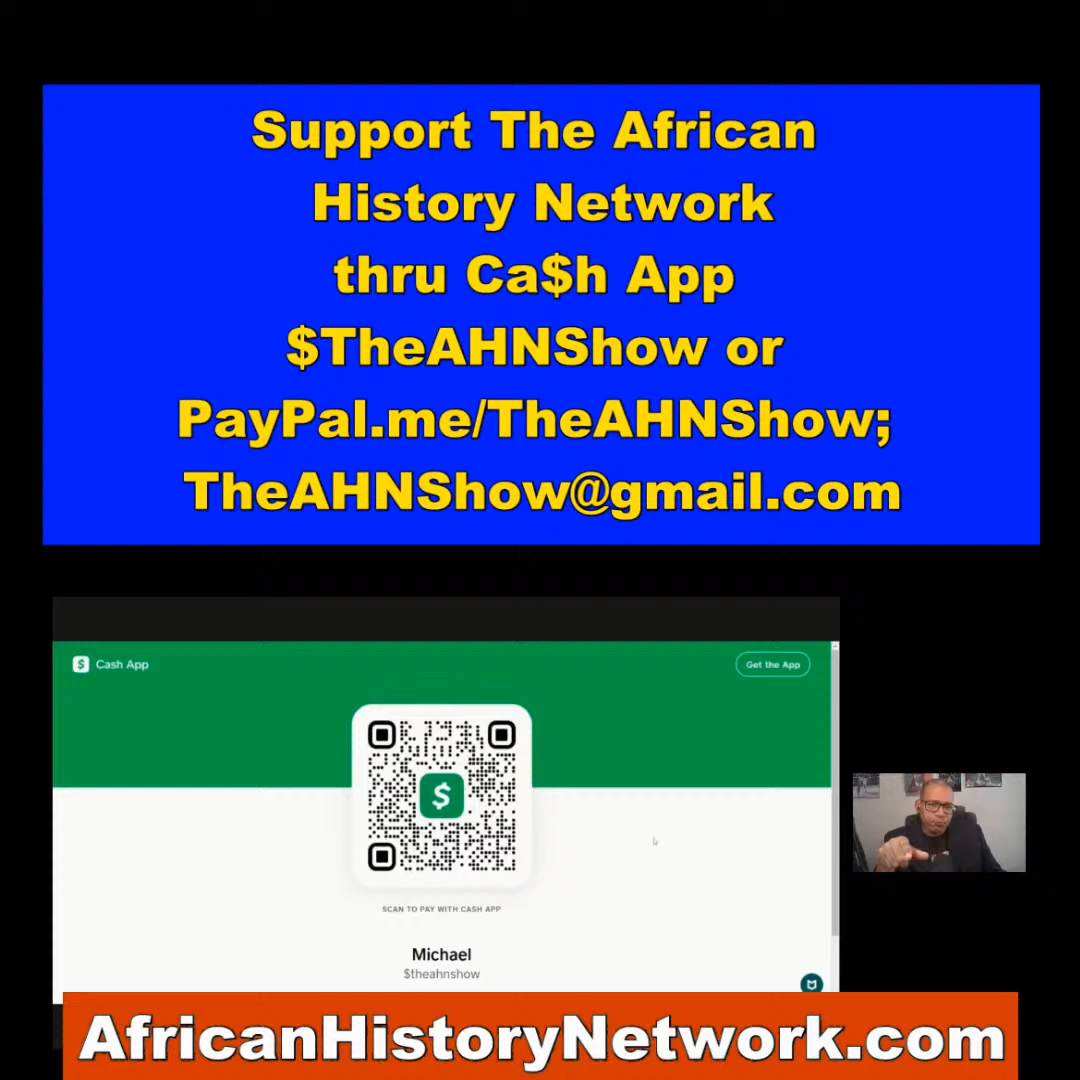 Support The African
History Network
thru Ca$h App
$TheAHNShow or
PayPal.me/TheAHNShow;
TheAHNShow@gmail.com
$ Cash App
Get the App
$
SCAN TO PAY WITH CASH APP
Michael
$theahnshow
AfricanHistoryNetwork.com